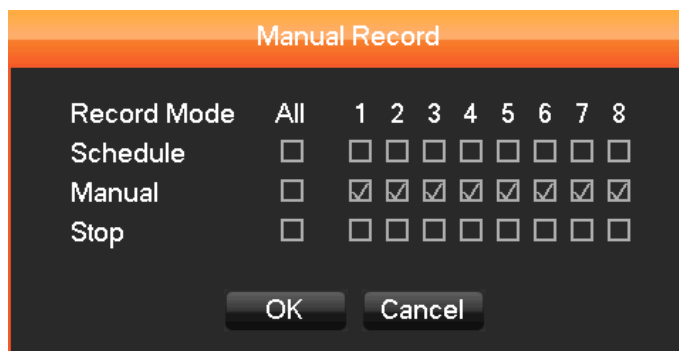 Manual Record
Record Mode All 1 2 3 4 5 6 7 8
Schedule
Manual
Stop
OK Cancel